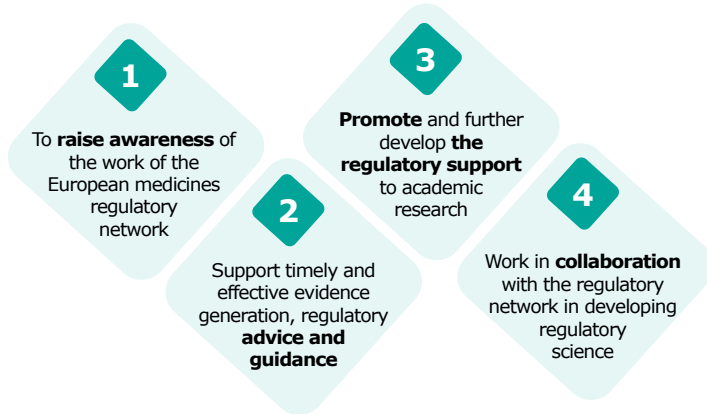 1
To raise awareness of
the work of the
European medicines
regulatory
network
2
Support timely and
effective evidence
generation, regulatory
advice and
guidance
3
Promote and further
develop the
regulatory support
to academic
research
4
Work in collaboration
with the regulatory
network in developing
regulatory
science